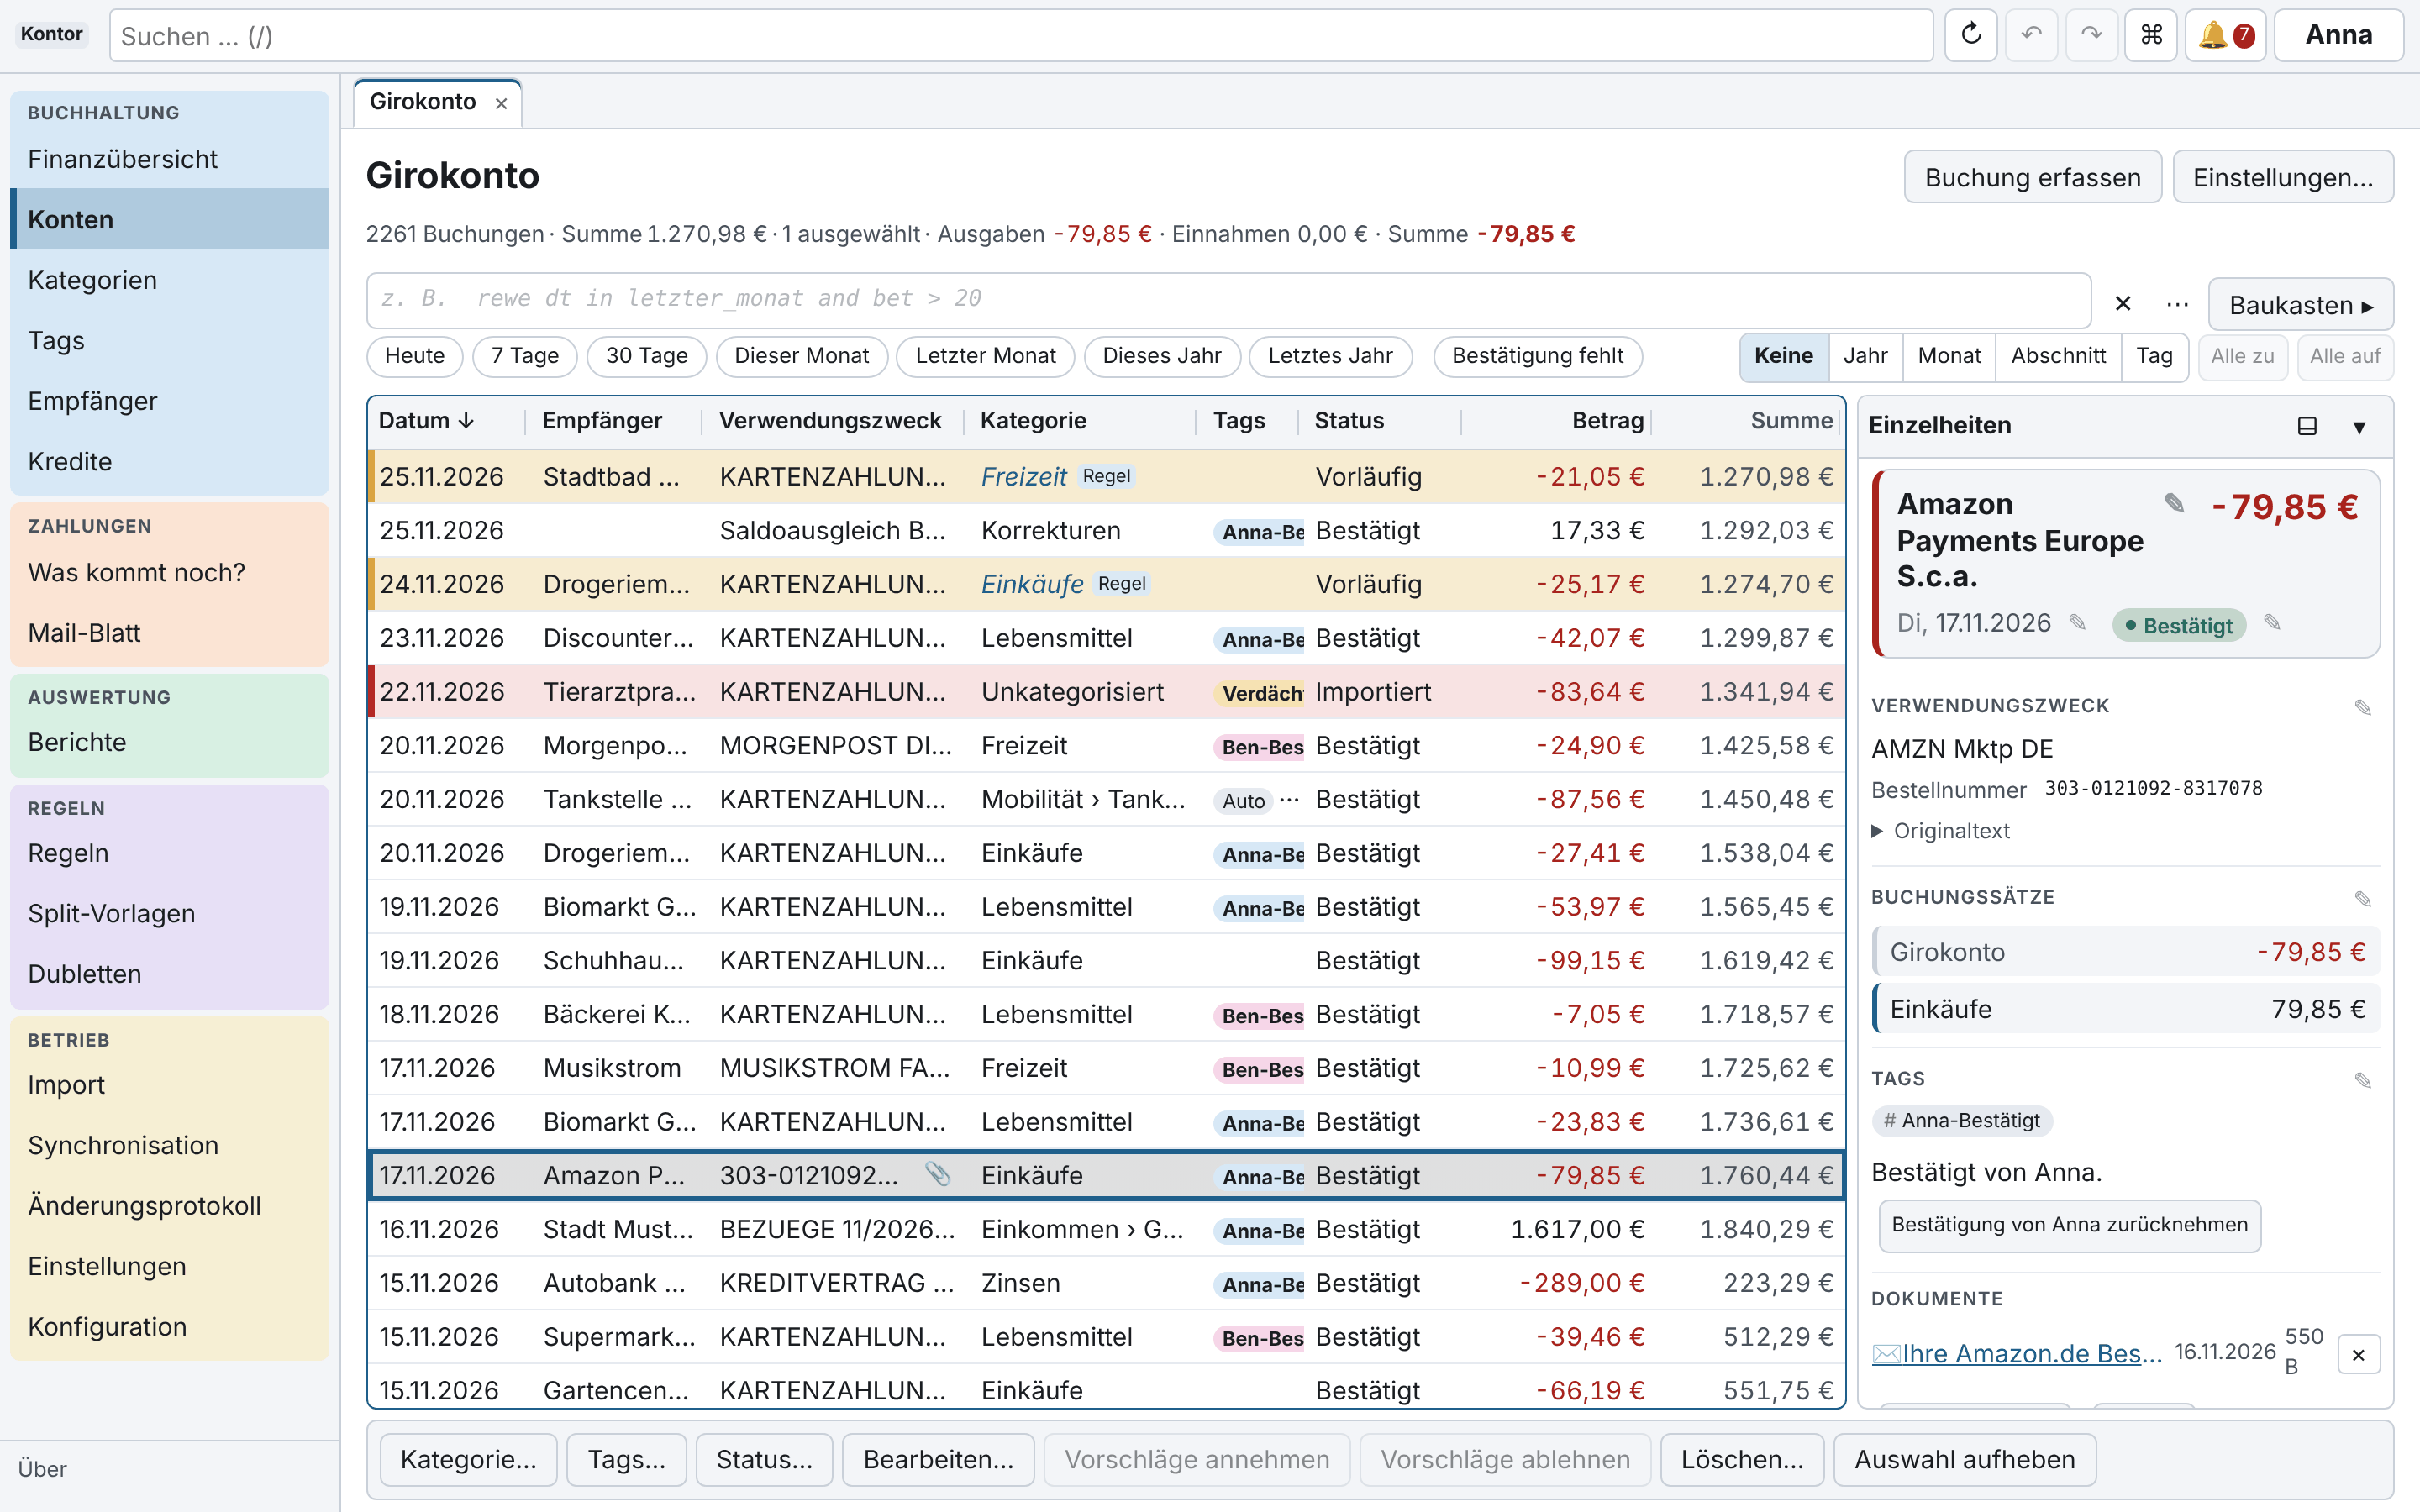 Kontor Suchen ... (/) 7 Anna
Girokonto ×
BUCHHALTUNG
Finanzübersicht
Konten
Kategorien
Tags
Empfänger
Kredite
ZAHLUNGEN
Was kommt noch?
Mail-Blatt
AUSWERTUNG
Berichte
REGELN
Regeln
Split-Vorlagen
Dubletten
BETRIEB
Import
Synchronisation
Änderungsprotokoll
Einstellungen
Konfiguration
Über
Girokonto Buchung erfassen Einstellungen...
2261 Buchungen · Summe 1.270,98 € · 1 ausgewählt · Ausgaben -79,85 € · Einnahmen 0,00 € · Summe -79,85 €
z. B. rewe dt in letzter_monat and bet > 20 × ... Baukasten ▸
Heute 7 Tage 30 Tage Dieser Monat Letzter Monat Dieses Jahr Letztes Jahr Bestätigung fehlt Keine Jahr Monat Abschnitt Tag Alle zu Alle auf
Datum ↓ Empfänger Verwendungszweck Kategorie Tags Status Betrag Summe
25.11.2026 Stadtbad ... KARTENZAHLUN... Freizeit Regel Vorläufig -21,05 € 1.270,98 €
25.11.2026 Saldoausgleich B... Korrekturen Anna-Be Bestätigt 17,33 € 1.292,03 €
24.11.2026 Drogeriem... KARTENZAHLUN... Einkäufe Regel Vorläufig -25,17 € 1.274,70 €
23.11.2026 Discounter... KARTENZAHLUN... Lebensmittel Anna-Be Bestätigt -42,07 € 1.299,87 €
22.11.2026 Tierarztpra... KARTENZAHLUN... Unkategorisiert Verdäch Importiert -83,64 € 1.341,94 €
20.11.2026 Morgenpo... MORGENPOST DI... Freizeit Ben-Bes Bestätigt -24,90 € 1.425,58 €
20.11.2026 Tankstelle ... KARTENZAHLUN... Mobilität › Tank... Auto ... Bestätigt -87,56 € 1.450,48 €
20.11.2026 Drogeriem... KARTENZAHLUN... Einkäufe Anna-Be Bestätigt -27,41 € 1.538,04 €
19.11.2026 Biomarkt G... KARTENZAHLUN... Lebensmittel Anna-Be Bestätigt -53,97 € 1.565,45 €
19.11.2026 Schuhhau... KARTENZAHLUN... Einkäufe Bestätigt -99,15 € 1.619,42 €
18.11.2026 Bäckerei K... KARTENZAHLUN... Lebensmittel Ben-Bes Bestätigt -7,05 € 1.718,57 €
17.11.2026 Musikstrom MUSIKSTROM FA... Freizeit Ben-Bes Bestätigt -10,99 € 1.725,62 €
17.11.2026 Biomarkt G... KARTENZAHLUN... Lebensmittel Anna-Be Bestätigt -23,83 € 1.736,61 €
17.11.2026 Amazon P... 303-0121092... Einkäufe Anna-Be Bestätigt -79,85 € 1.760,44 €
16.11.2026 Stadt Must... BEZUEGE 11/2026... Einkommen › G... Anna-Be Bestätigt 1.617,00 € 1.840,29 €
15.11.2026 Autobank ... KREDITVERTRAG ... Zinsen Anna-Be Bestätigt -289,00 € 223,29 €
15.11.2026 Supermark... KARTENZAHLUN... Lebensmittel Ben-Bes Bestätigt -39,46 € 512,29 €
15.11.2026 Gartencen... KARTENZAHLUN... Einkäufe Bestätigt -66,19 € 551,75 €
Einzelheiten
Amazon -79,85 €
Payments Europe
S.c.a.
Di, 17.11.2026 Bestätigt
VERWENDUNGSZWECK
AMZN Mktp DE
Bestellnummer 303-0121092-8317078
▶ Originaltext
BUCHUNGSSÄTZE
Girokonto -79,85 €
Einkäufe 79,85 €
TAGS
# Anna-Bestätigt
Bestätigt von Anna.
Bestätigung von Anna zurücknehmen
DOKUMENTE
Ihre Amazon.de Bes... 16.11.2026 550 B ×
Kategorie... Tags... Status... Bearbeiten... Vorschläge annehmen Vorschläge ablehnen Löschen... Auswahl aufheben